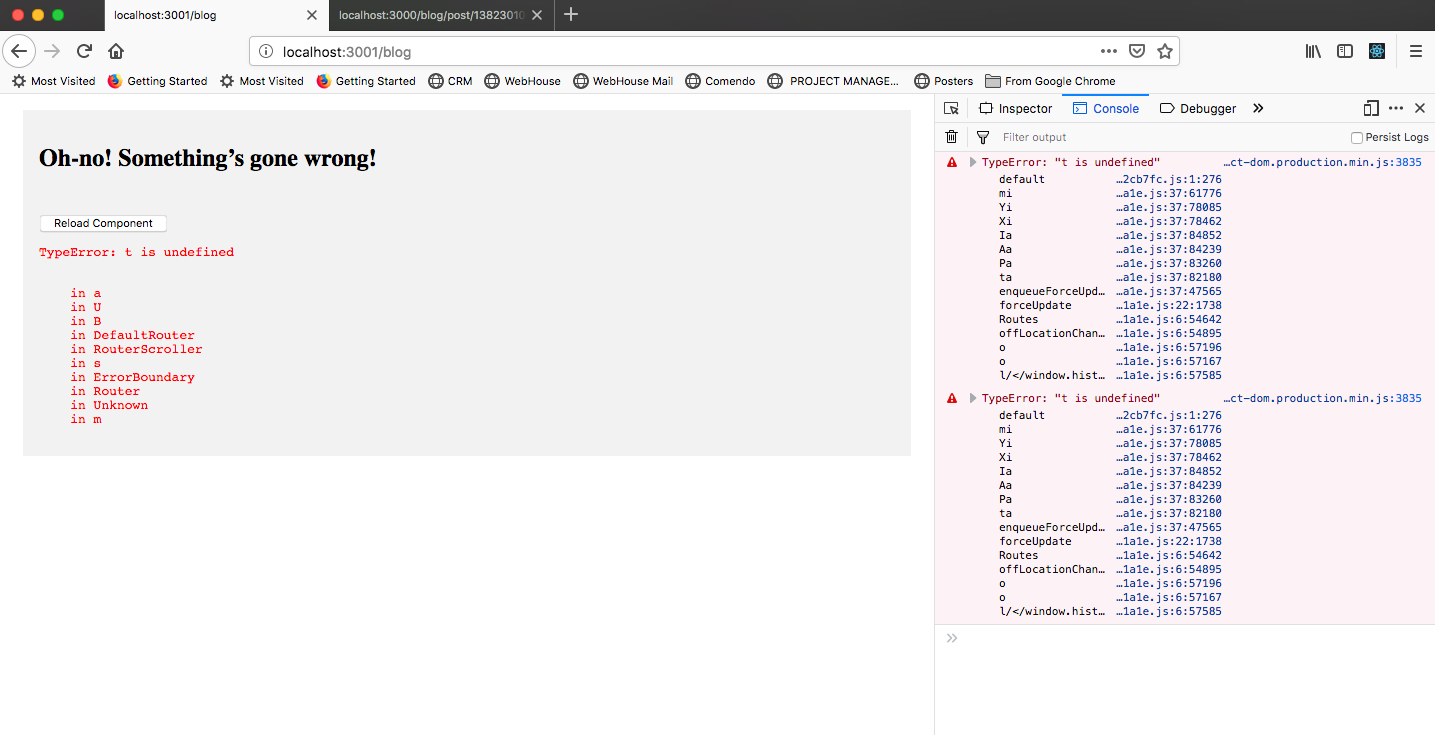 localhost:3001/blog
localhost:3000/blog/post/13823010
localhost:3001/blog
Most Visited Getting Started Most Visited Getting Started CRM WebHouse WebHouse Mail Comendo PROJECT MANAGE... Posters From Google Chrome
Inspector Console Debugger
Filter output Persist Logs
Oh-no! Something’s gone wrong!
Reload Component
TypeError: t is undefined
in a
in U
in B
in DefaultRouter
in RouterScroller
in s
in ErrorBoundary
in Router
in Unknown
in m
TypeError: "t is undefined" …ct-dom.production.min.js:3835
default …2cb7fc.js:1:276
mi …a1e.js:37:61776
Yi …a1e.js:37:78085
Xi …a1e.js:37:78462
Ia …a1e.js:37:84852
Aa …a1e.js:37:84239
Pa …a1e.js:37:83260
ta …a1e.js:37:82180
enqueueForceUpd… …a1e.js:37:47565
forceUpdate …1a1e.js:22:1738
Routes …1a1e.js:6:54642
offLocationChan… …1a1e.js:6:54895
o …1a1e.js:6:57196
o …1a1e.js:6:57167
l/</window.hist… …1a1e.js:6:57585
TypeError: "t is undefined" …ct-dom.production.min.js:3835
default …2cb7fc.js:1:276
mi …a1e.js:37:61776
Yi …a1e.js:37:78085
Xi …a1e.js:37:78462
Ia …a1e.js:37:84852
Aa …a1e.js:37:84239
Pa …a1e.js:37:83260
ta …a1e.js:37:82180
enqueueForceUpd… …a1e.js:37:47565
forceUpdate …1a1e.js:22:1738
Routes …1a1e.js:6:54642
offLocationChan… …1a1e.js:6:54895
o …1a1e.js:6:57196
o …1a1e.js:6:57167
l/</window.hist… …1a1e.js:6:57585